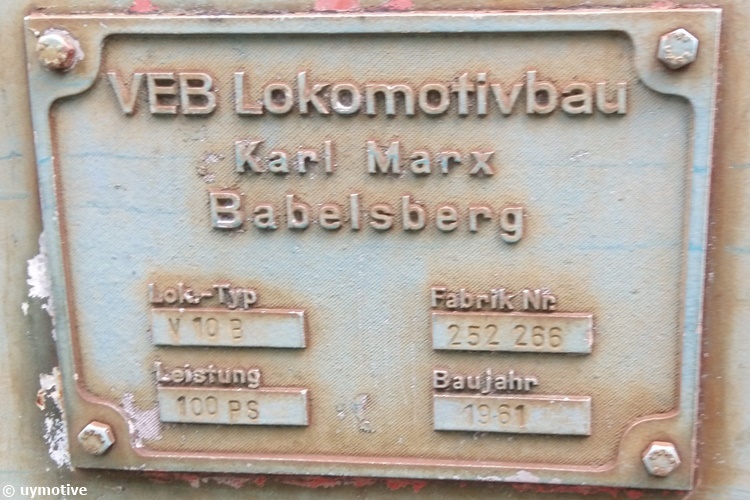 VEB Lokomotivbau
Karl Marx
Babelsberg
Lok.-Typ
V 10 B
Fabrik Nr.
252 266
Leistung
100 PS
Baujahr
1961
© uymotive